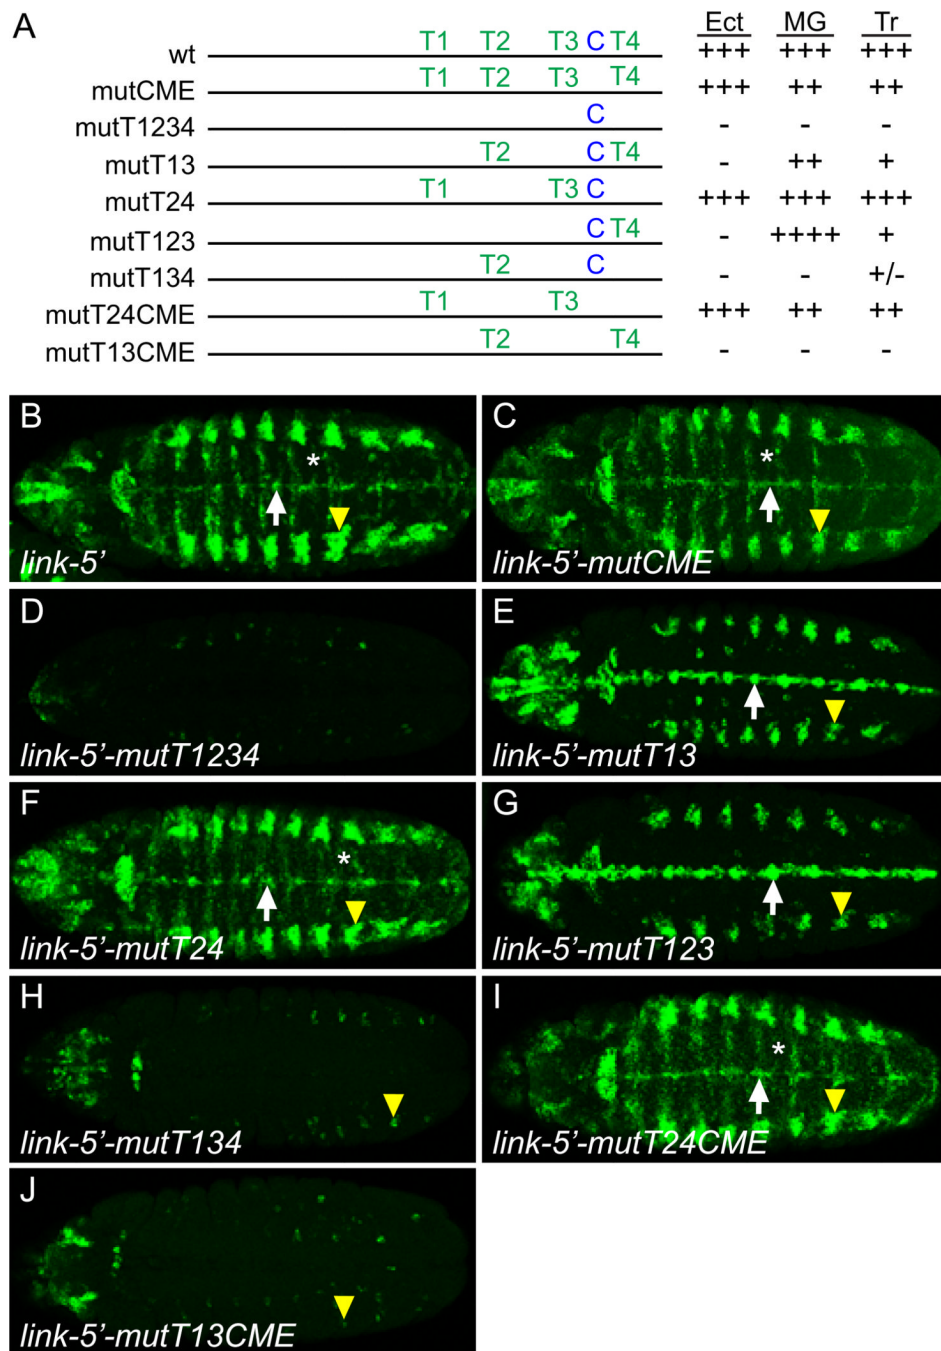 A
Ect MG Tr
wt T1 T2 T3 C T4 +++ +++ +++
mutCME T1 T2 T3 T4 +++ ++ ++
mutT1234 C - - -
mutT13 T2 C T4 - ++ +
mutT24 T1 T3 C +++ +++ +++
mutT123 C T4 - ++++ +
mutT134 T2 C - - +/-
mutT24CME T1 T3 +++ ++ ++
mutT13CME T2 T4 - - -
B
*
link-5’
C
*
link-5’-mutCME
D
link-5’-mutT1234
E
link-5’-mutT13
F
*
link-5’-mutT24
G
link-5’-mutT123
H
link-5’-mutT134
I
*
link-5’-mutT24CME
J
link-5’-mutT13CME